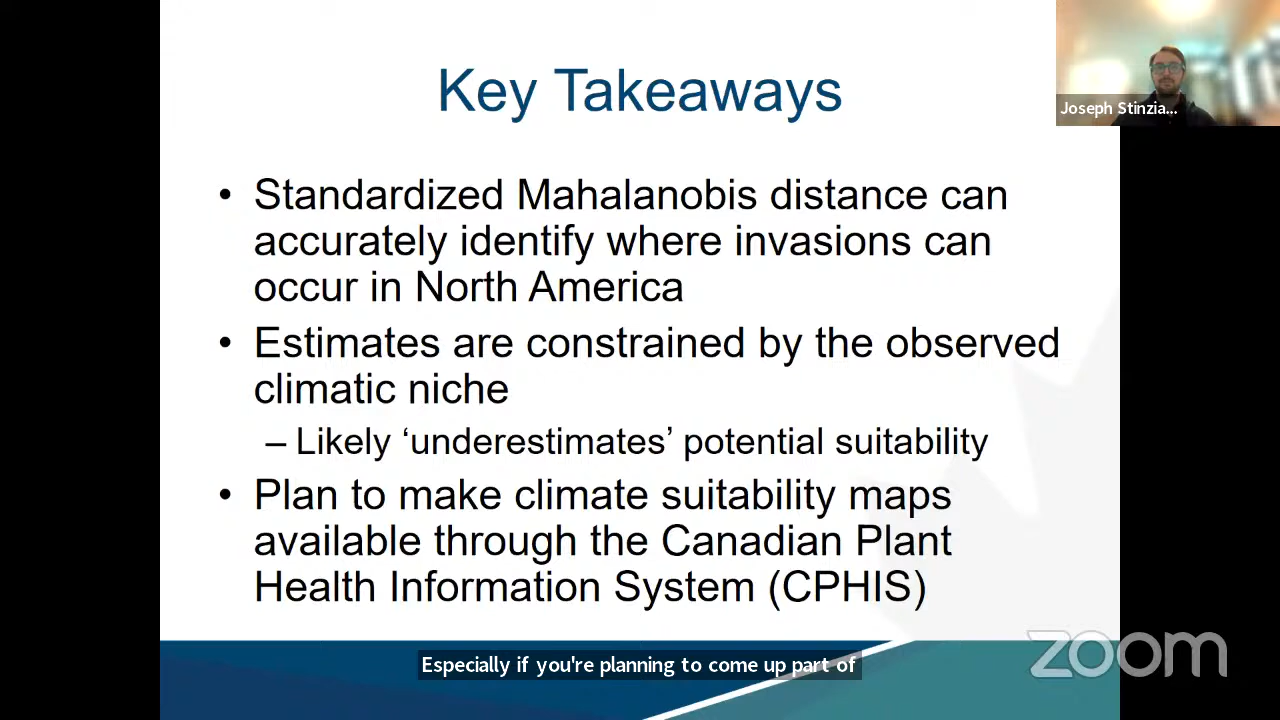 Key Takeaways
Joseph Stinzia...
• Standardized Mahalanobis distance can
accurately identify where invasions can
occur in North America
• Estimates are constrained by the observed
climatic niche
– Likely ‘underestimates’ potential suitability
• Plan to make climate suitability maps
available through the Canadian Plant
Health Information System (CPHIS)
Especially if you're planning to come up part of
zoom